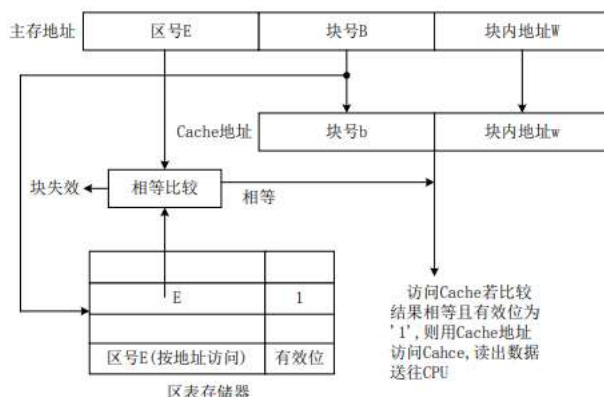 主存地址 区号E 块号B 块内地址W
Cache地址 块号b 块内地址w
块失效 相等比较 相等
E 1
区号E(按地址访问) 有效位
区表存储器
访问Cache若比较
结果相等且有效位为
'1',则用Cache地址
访问Cahce,读出数据
送往CPU